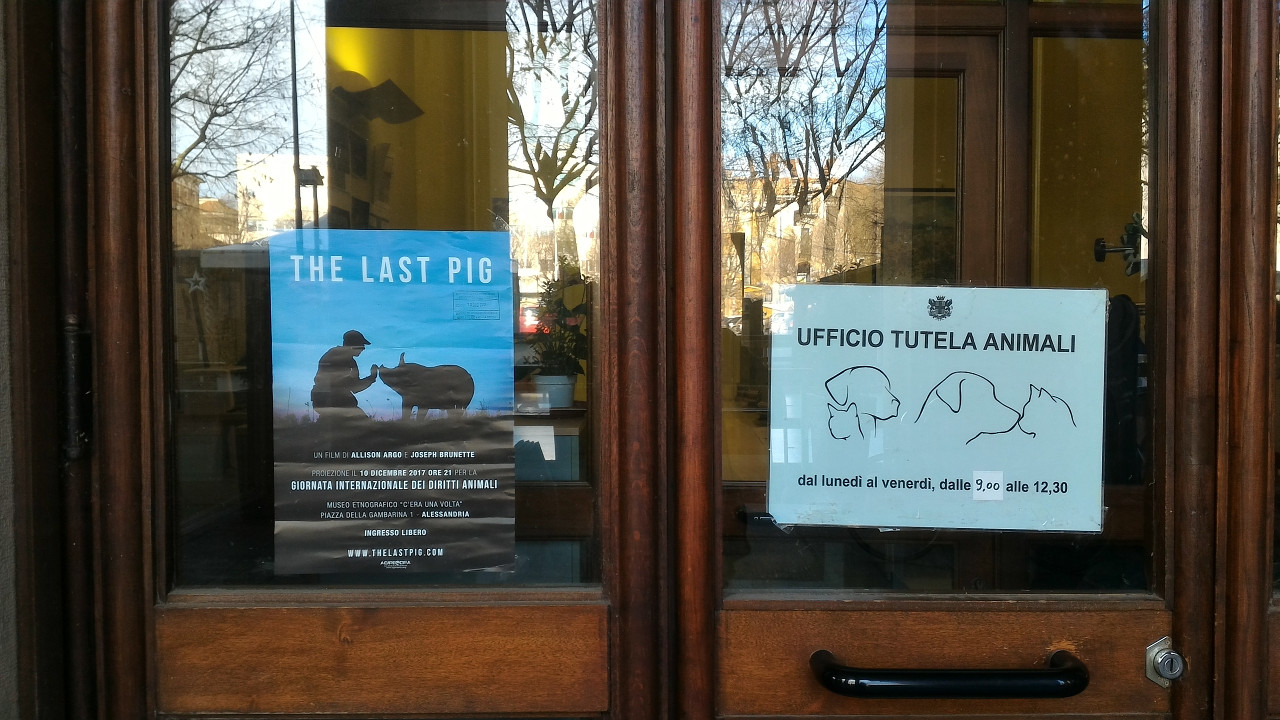 THE LAST PIG
UN FILM DI ALLISON ARGO E JOSEPH BRUNETTE
PROIEZIONE IL 10 DICEMBRE 2017 ORE 21 PER LA
GIORNATA INTERNAZIONALE DEI DIRITTI ANIMALI
MUSEO ETNOGRAFICO "C'ERA UNA VOLTA"
PIAZZA DELLA GAMBARINA 1 - ALESSANDRIA
INGRESSO LIBERO
WWW.THELASTPIG.COM
UFFICIO TUTELA ANIMALI
dal lunedì al venerdì, dalle 9,00 alle 12,30